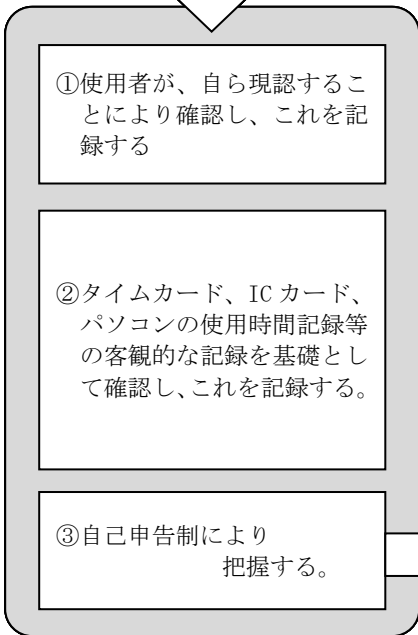 ①使用者が、自ら現認するこ
とにより確認し、これを記
録する
②タイムカード、IC カード、
パソコンの使用時間記録等
の客観的な記録を基礎とし
て確認し、これを記録する。
③自己申告制により
把握する。